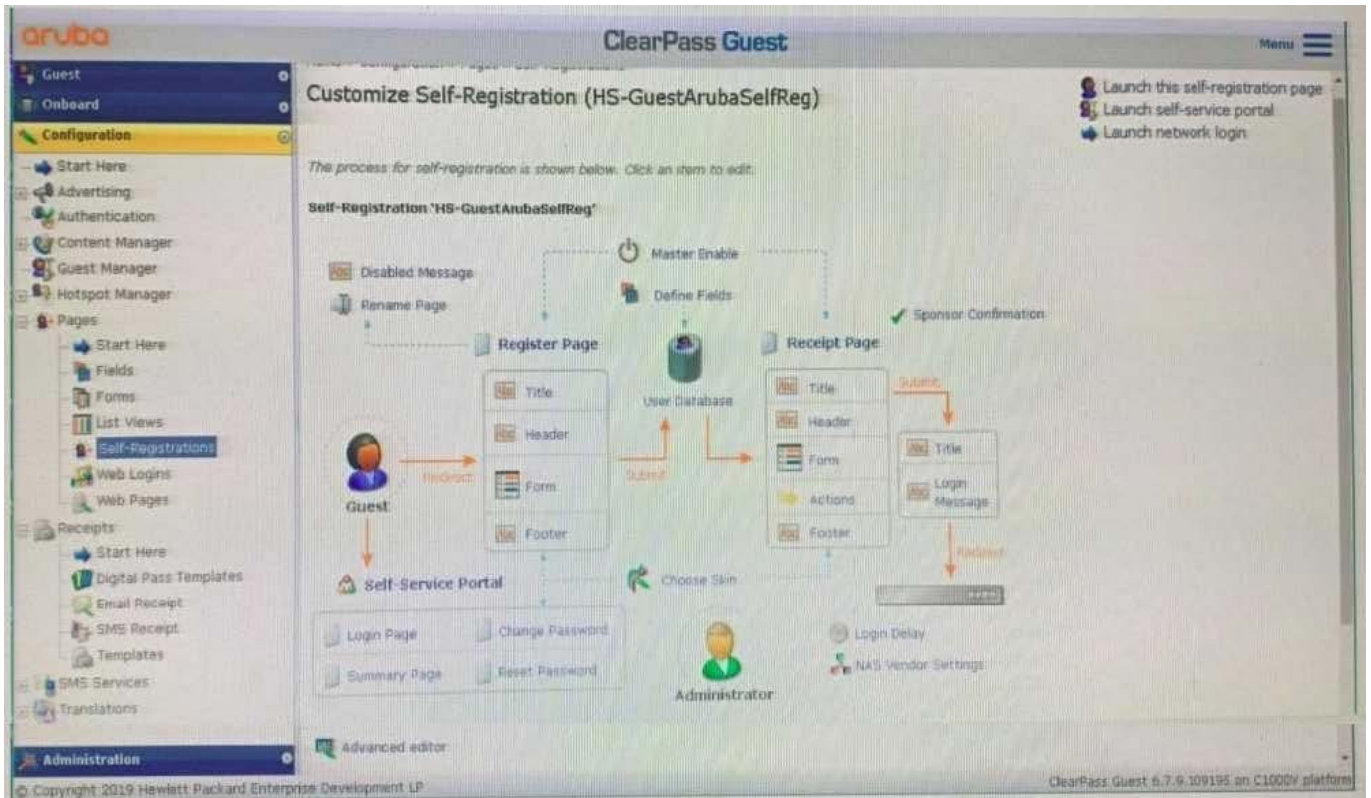 aruba
ClearPass Guest
Menu
Guest
Onboard
Configuration
Start Here
Advertising
Authentication
Content Manager
Guest Manager
Hotspot Manager
Pages
Start Here
Fields
Forms
List Views
Self-Registrations
Web Logins
Web Pages
Receipts
Start Here
Digital Pass Templates
Email Receipt
SMS Receipt
Templates
SMS Services
Translations
Administration
Customize Self-Registration (HS-GuestArubaSelfReg)
Launch this self-registration page
Launch self-service portal
Launch network login
The process for self-registration is shown below. Click an item to edit.
Self-Registration 'HS-GuestArubaSelfReg'
Master Enable
Disabled Message
Define Fields
Rename Page
Sponsor Confirmation
Register Page
Receipt Page
Title
Header
Form
Footer
User Database
Title
Header
Form
Actions
Footer
Submit
Title
Login
Message
Guest
Redirect
Submit
Redirect
Self-Service Portal
Choose Skin
Login Page
Change Password
Summary Page
Reset Password
Administrator
Login Delay
NAS Vendor Settings
Advanced editor
© Copyright 2019 Hewlett Packard Enterprise Development LP
ClearPass Guest 6.7.9.109195 on C1000V platform